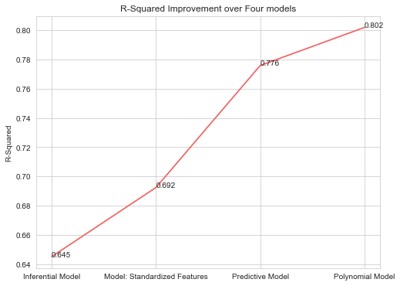 R-Squared Improvement over Four models
R-Squared
0.80
0.78
0.76
0.74
0.72
0.70
0.68
0.66
0.64
0.645
0.692
0.776
0.802
Inferential Model
Model: Standardized Features
Predictive Model
Polynomial Model